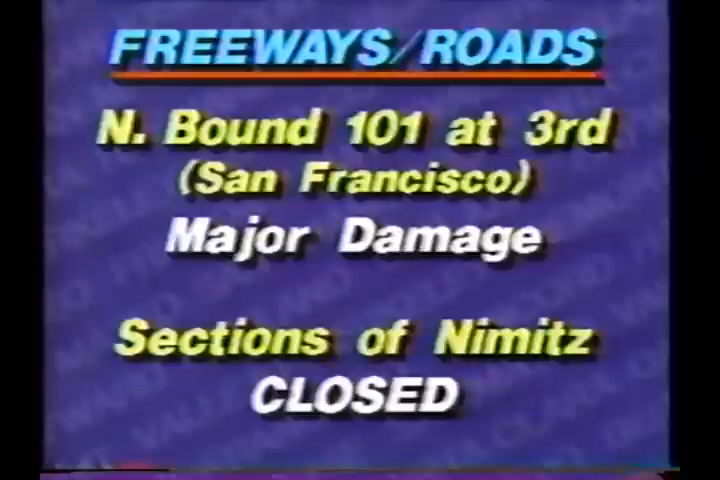 FREEWAYS/ROADS
N. Bound 101 at 3rd
(San Francisco)
Major Damage
Sections of Nimitz
CLOSED